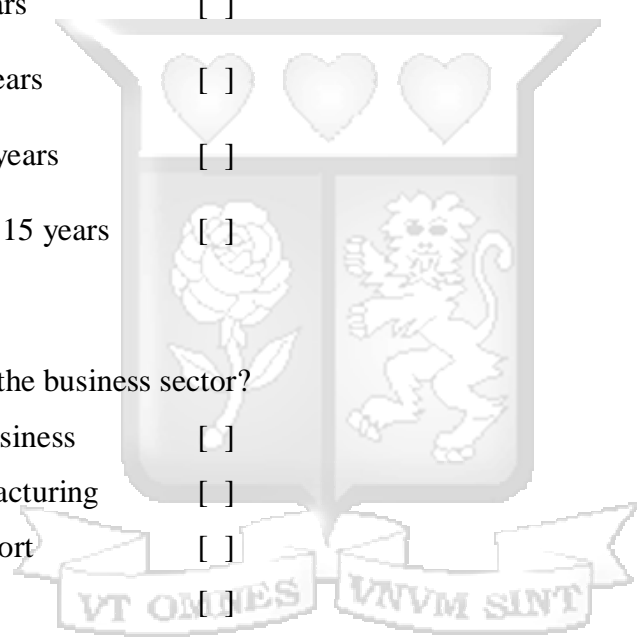 ars [ ]
ears [ ]
years [ ]
15 years [ ]
the business sector?
siness [ ]
acturing [ ]
ort [ ]
[ ]
VT OMNES VNVM SINT